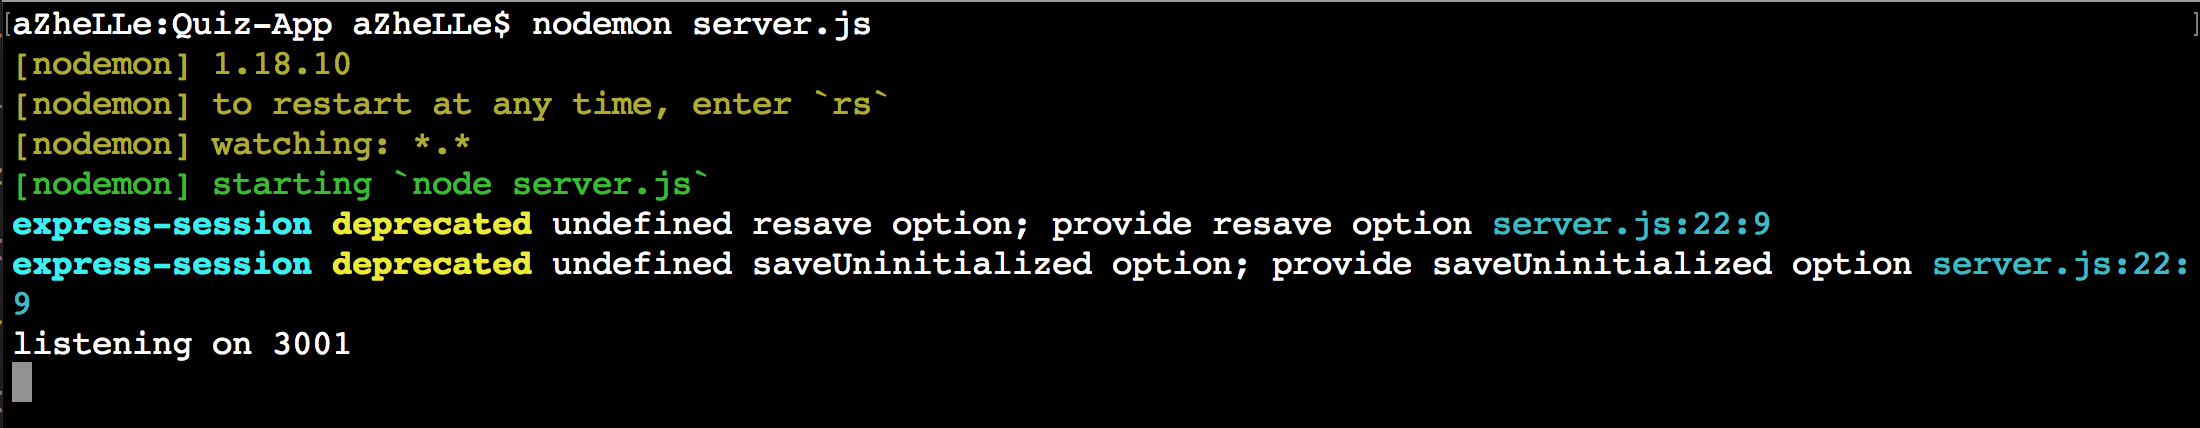 [aZheLLe:Quiz-App aZheLLe$ nodemon server.js ]
[nodemon] 1.18.10
[nodemon] to restart at any time, enter `rs`
[nodemon] watching: *.*
[nodemon] starting `node server.js`
express-session deprecated undefined resave option; provide resave option server.js:22:9
express-session deprecated undefined saveUninitialized option; provide saveUninitialized option server.js:22:
9
listening on 3001